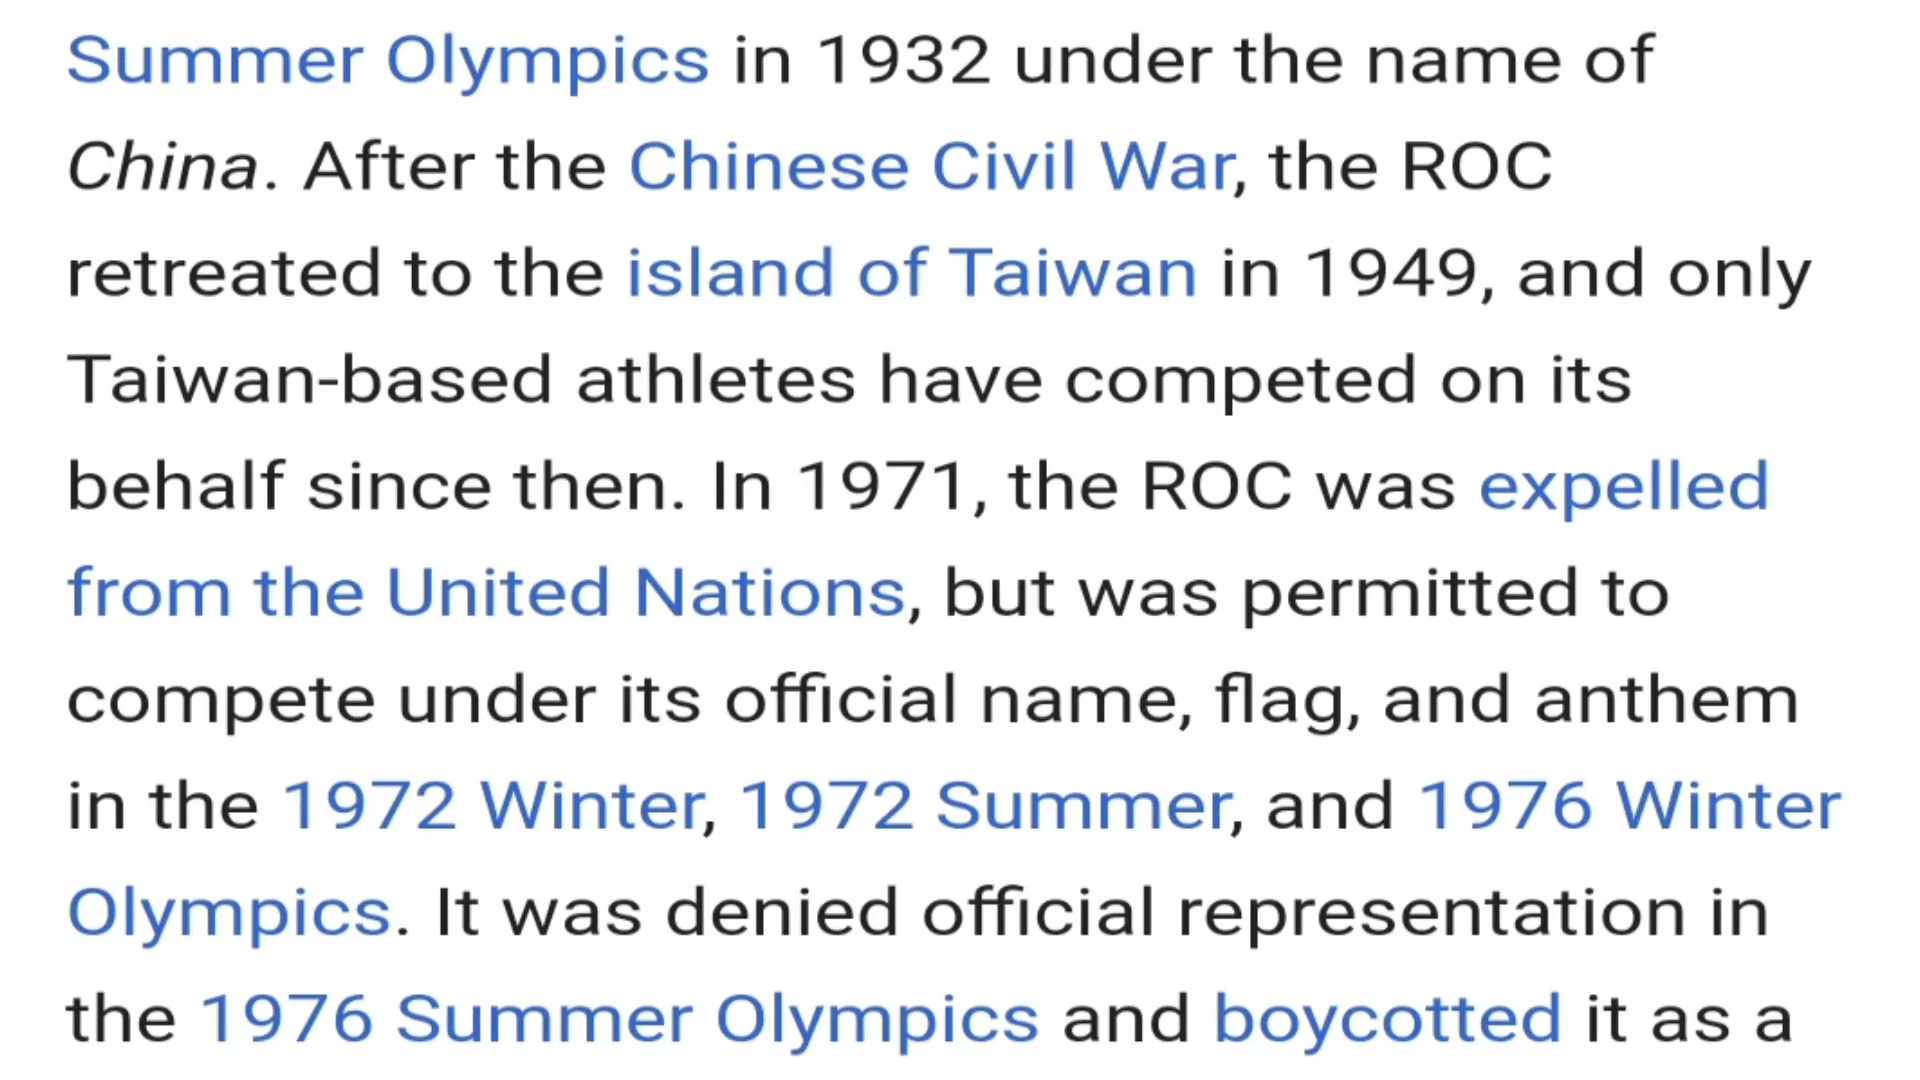 Summer Olympics in 1932 under the name of
China. After the Chinese Civil War, the ROC
retreated to the island of Taiwan in 1949, and only
Taiwan-based athletes have competed on its
behalf since then. In 1971, the ROC was expelled
from the United Nations, but was permitted to
compete under its official name, flag, and anthem
in the 1972 Winter, 1972 Summer, and 1976 Winter
Olympics. It was denied official representation in
the 1976 Summer Olympics and boycotted it as a